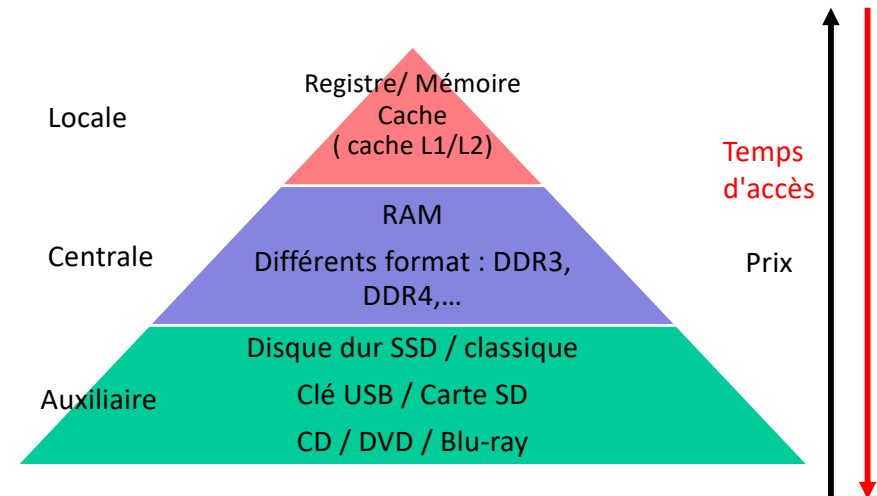 Locale
Registre/ Mémoire
Cache
( cache L1/L2)
Temps
d'accès
Centrale
RAM
Différents format : DDR3,
DDR4,...
Prix
Auxiliaire
Disque dur SSD / classique
Clé USB / Carte SD
CD / DVD / Blu-ray